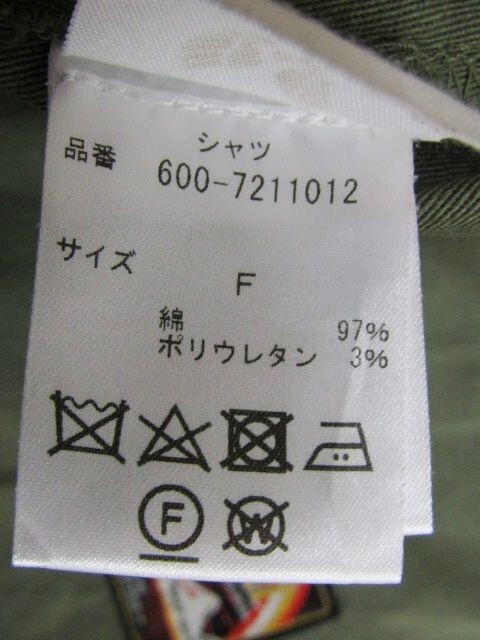 シャツ
品番 600-7211012
サイズ F
綿 97%
ポリウレタン 3%
F
W